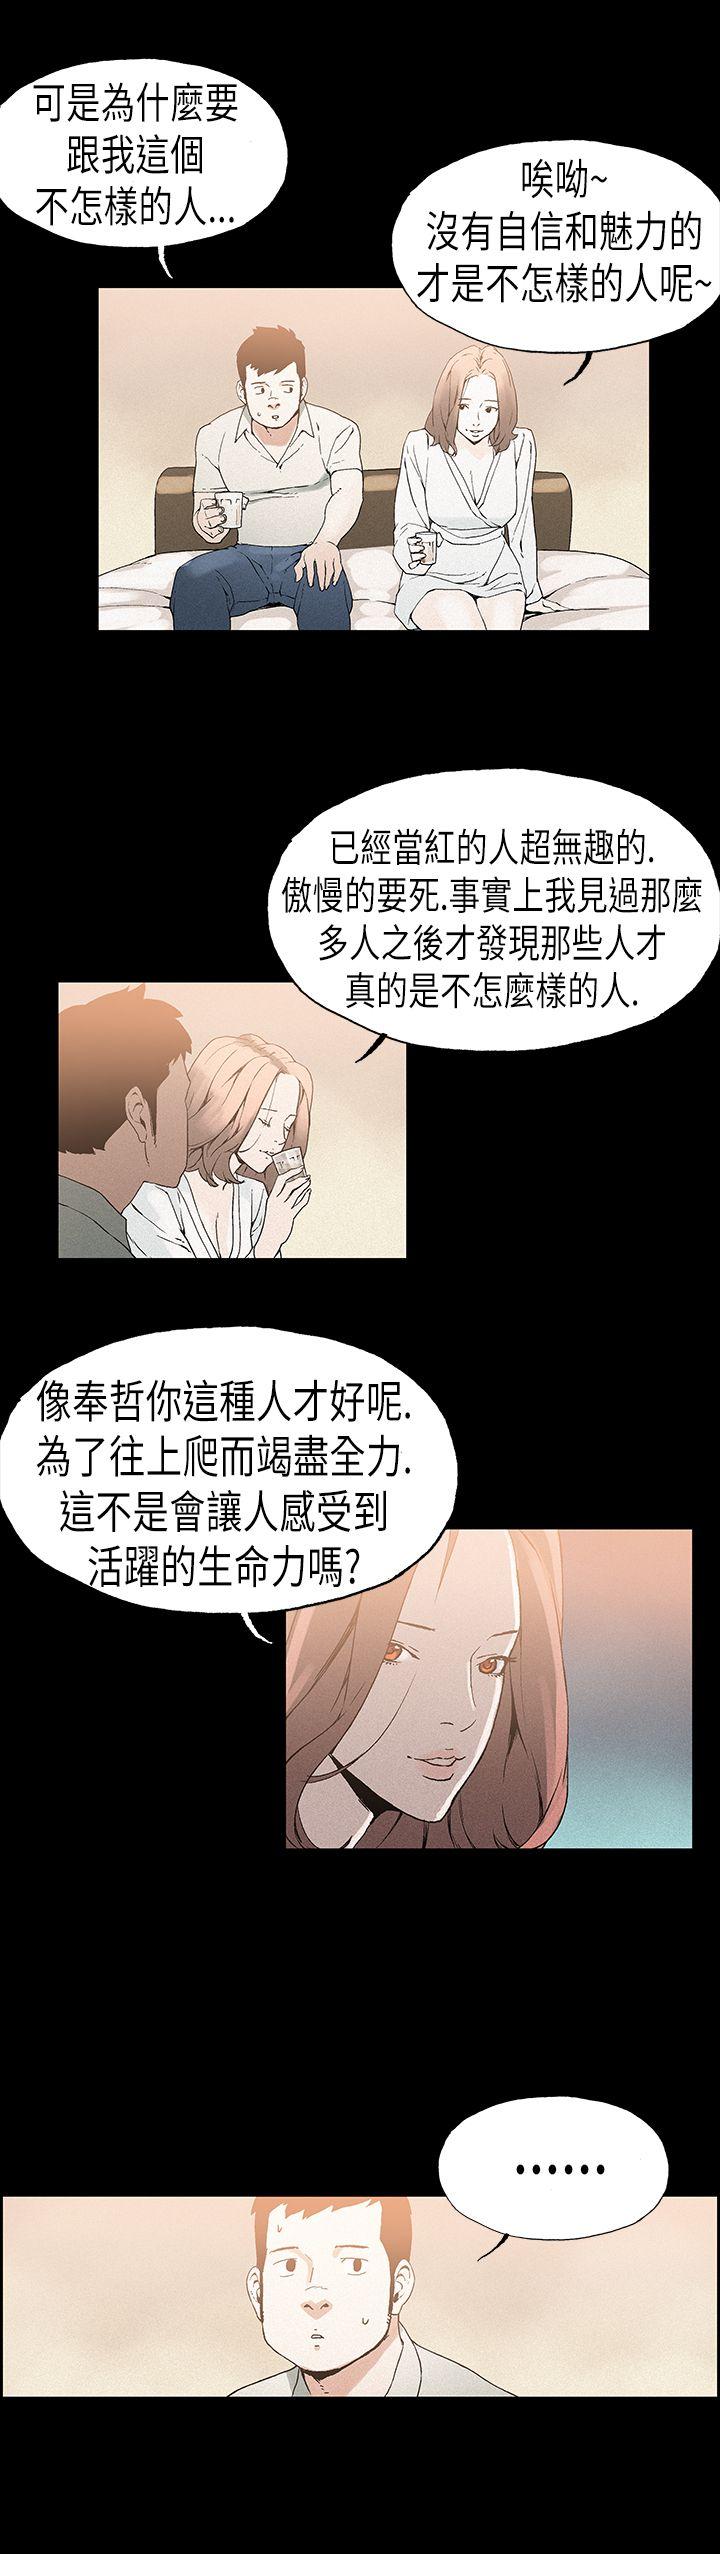 可是為什麼要
跟我這個
不怎樣的人...
唉呦~
沒有自信和魅力的
才是不怎樣的人呢~
已經當紅的人超無趣的.
傲慢的要死.事實上我見過那麼
多人之後才發現那些人才
真的是不怎麼樣的人.
像奉哲你這種人才好呢.
為了往上爬而竭盡全力.
這不是會讓人感受到
活躍的生命力嗎?
......